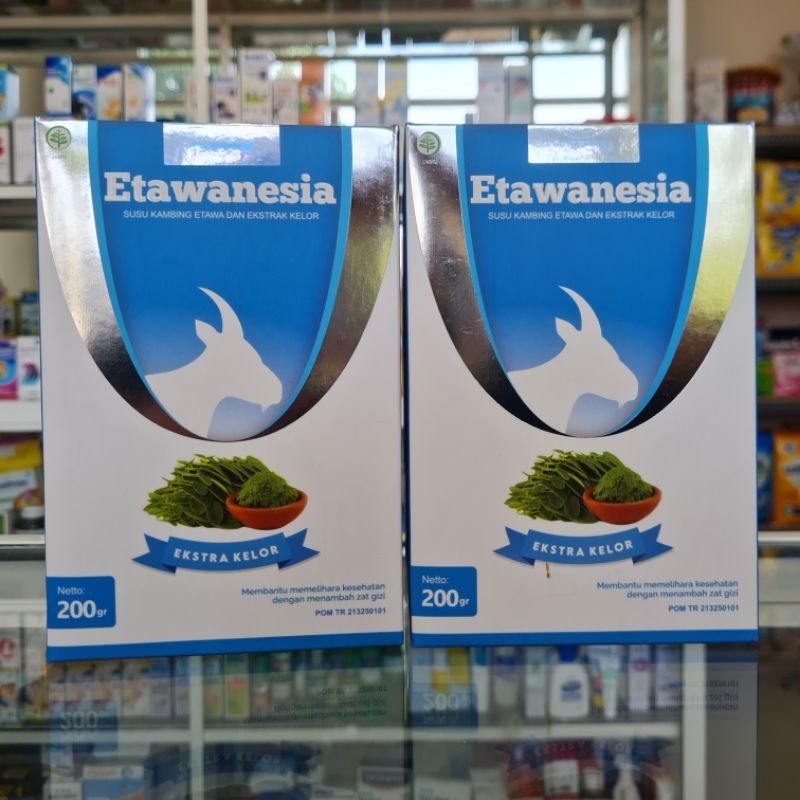 JAMU
Etawanesia
SUSU KAMBING ETAWA DAN EKSTRAK KELOR
EKSTRA KELOR
Netto:
200gr
Membantu memelihara kesehatan
dengan menambah zat gizi
POM TR 213250101
JAMU
Etawanesia
SUSU KAMBING ETAWA DAN EKSTRAK KELOR
EKSTRA KELOR
Netto:
200gr
Membantu memelihara kesehatan
dengan menambah zat gizi
POM TR 213250101